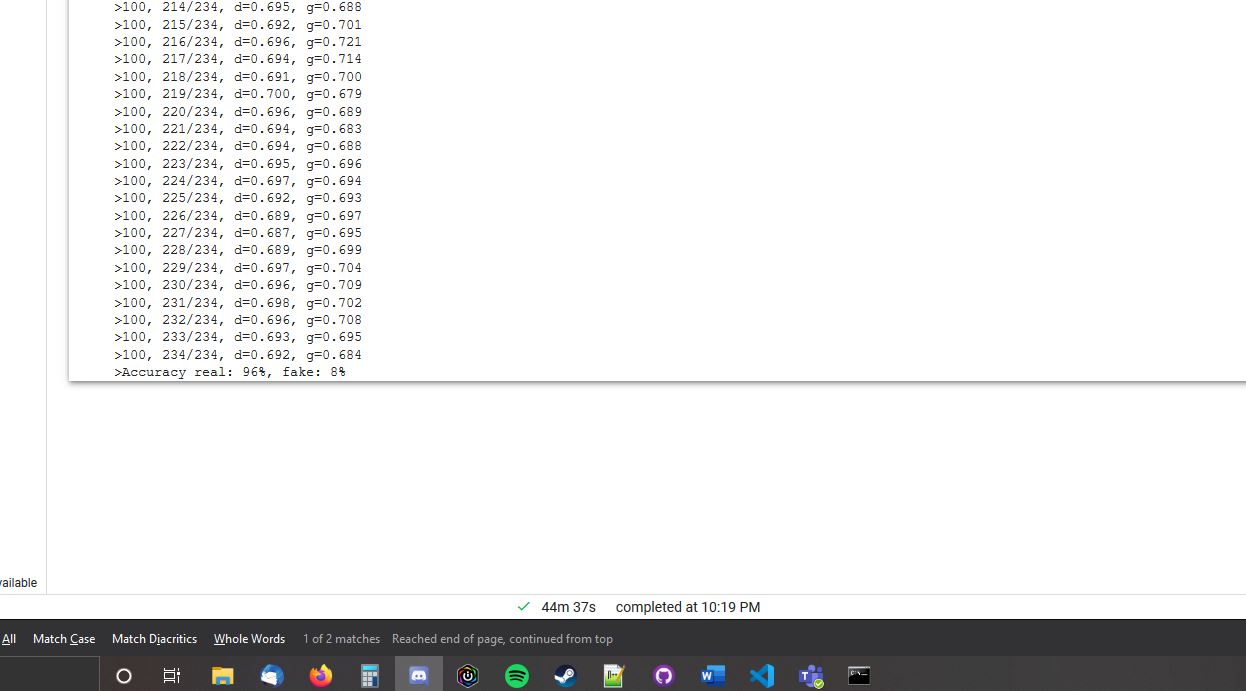 >100, 214/234, d=0.695, g=0.688
>100, 215/234, d=0.692, g=0.701
>100, 216/234, d=0.696, g=0.721
>100, 217/234, d=0.694, g=0.714
>100, 218/234, d=0.691, g=0.700
>100, 219/234, d=0.700, g=0.679
>100, 220/234, d=0.696, g=0.689
>100, 221/234, d=0.694, g=0.683
>100, 222/234, d=0.694, g=0.688
>100, 223/234, d=0.695, g=0.696
>100, 224/234, d=0.697, g=0.694
>100, 225/234, d=0.692, g=0.693
>100, 226/234, d=0.689, g=0.697
>100, 227/234, d=0.687, g=0.695
>100, 228/234, d=0.689, g=0.699
>100, 229/234, d=0.697, g=0.704
>100, 230/234, d=0.696, g=0.709
>100, 231/234, d=0.698, g=0.702
>100, 232/234, d=0.696, g=0.708
>100, 233/234, d=0.693, g=0.695
>100, 234/234, d=0.692, g=0.684
>Accuracy real: 96%, fake: 8%
vailable
44m 37s completed at 10:19 PM
All Match Case Match Diacritics Whole Words 1 of 2 matches Reached end of page, continued from top